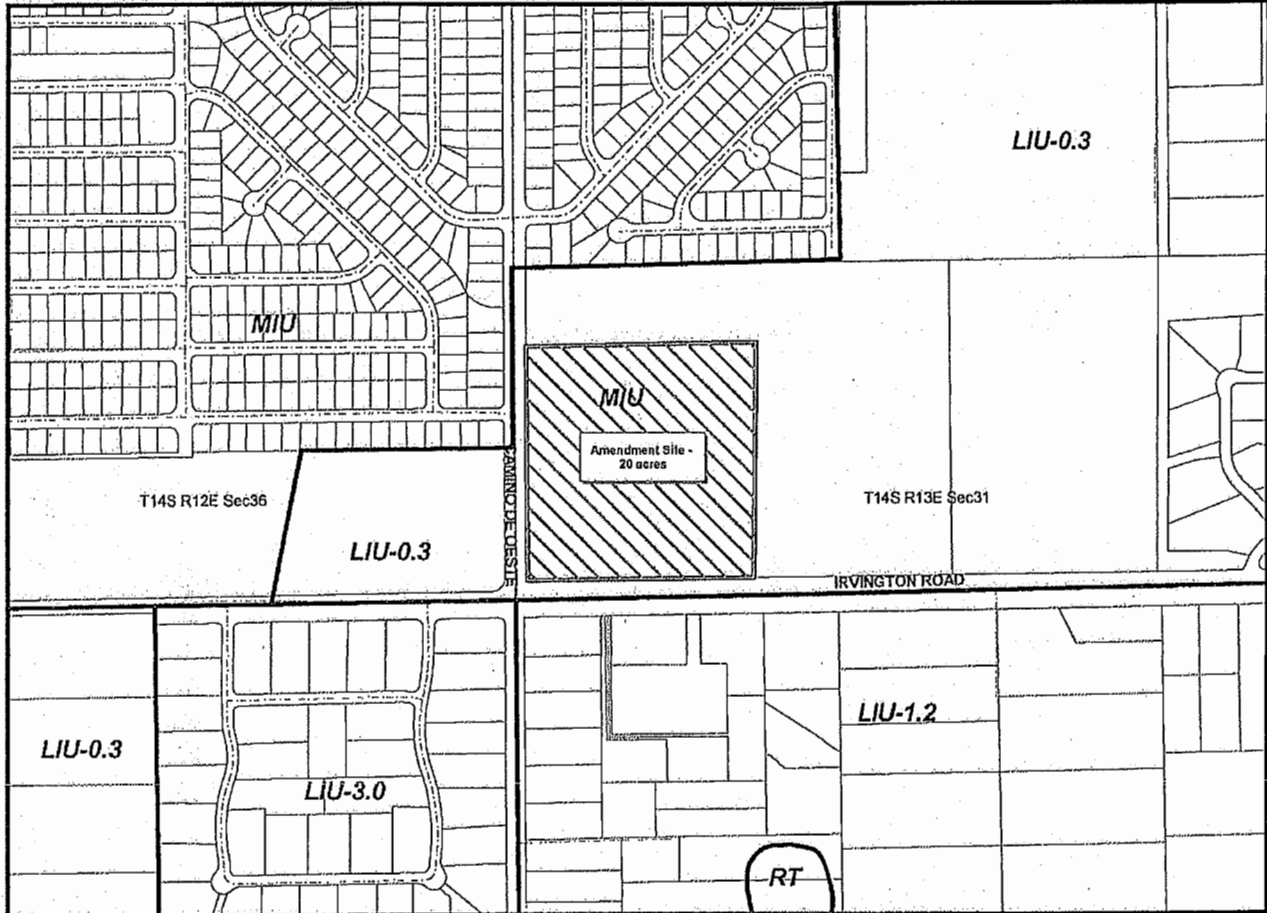 LIU-0.3
MIU
MIU
Amendment Site -
20 acres
T14S R12E Sec36
LIU-0.3
CAMINO DE OESTE
T14S R13E Sec31
IRVINGTON ROAD
LIU-0.3
LIU-3.0
LIU-1.2
RT